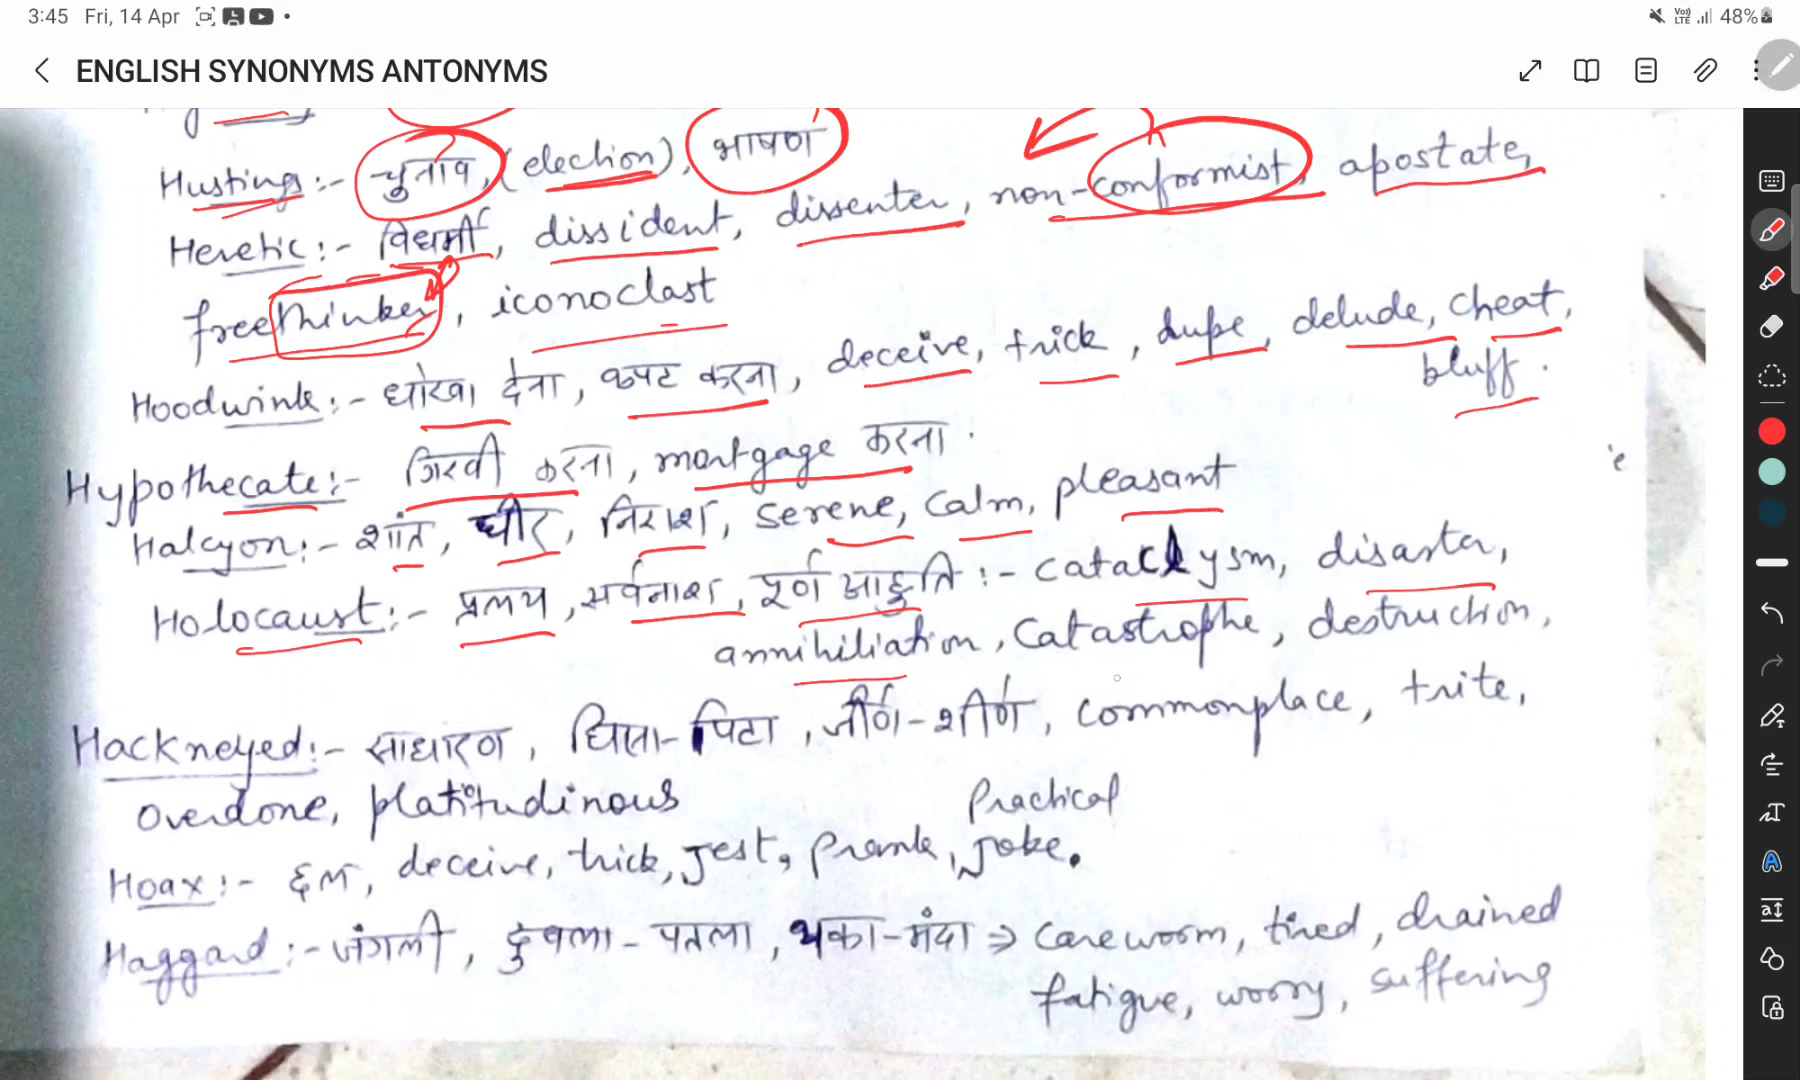 3:45 Fri, 14 Apr 48%
ENGLISH SYNONYMS ANTONYMS
Husting:- चुनाव, (election), भाषण
Heretic:- विधर्मी, dissident, dissenter, non-conformist, apostate,
freethinker, iconoclast
Hoodwink:- धोखा देना, कपट करना, deceive, trick, dupe, delude, cheat,
bluff.
Hypothecate:- गिरवी करना, mortgage करना.
Halcyon:- शांत, धीर, निराश, serene, calm, pleasant
Holocaust:- प्रलय, सर्वनाश, पूर्ण आहुति:- cataclysm, disaster,
annihiliation, catastrophe, destruction,
Hackneyed:- साधारण, घिसा-पिटा, जीर्ण-शीर्ण, commonplace, trite,
overdone, platitudinous
Hoax:- छल, deceive, trick, Jest, Prank, Practical Joke.
Haggard:- जंगली, दुबला-पतला, थका-मंदा ⇒ careworm, tired, drained
fatigue, worry, suffering